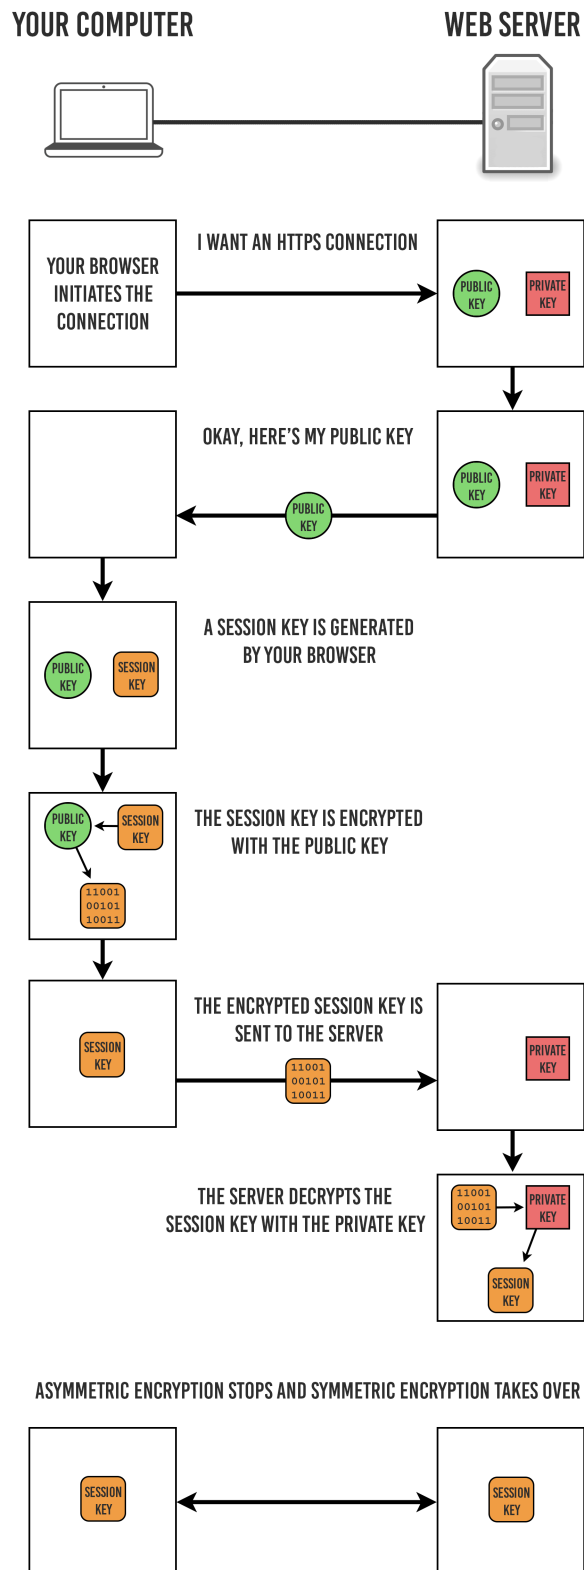 YOUR COMPUTER
WEB SERVER
YOUR BROWSER
INITIATES THE
CONNECTION
I WANT AN HTTPS CONNECTION
PUBLIC
KEY
PRIVATE
KEY
OKAY, HERE'S MY PUBLIC KEY
PUBLIC
KEY
PUBLIC
KEY
PRIVATE
KEY
A SESSION KEY IS GENERATED
BY YOUR BROWSER
PUBLIC
KEY
SESSION
KEY
THE SESSION KEY IS ENCRYPTED
WITH THE PUBLIC KEY
PUBLIC
KEY
SESSION
KEY
11001
00101
10011
THE ENCRYPTED SESSION KEY IS
SENT TO THE SERVER
SESSION
KEY
11001
00101
10011
PRIVATE
KEY
THE SERVER DECRYPTS THE
SESSION KEY WITH THE PRIVATE KEY
11001
00101
10011
PRIVATE
KEY
SESSION
KEY
ASYMMETRIC ENCRYPTION STOPS AND SYMMETRIC ENCRYPTION TAKES OVER
SESSION
KEY
SESSION
KEY